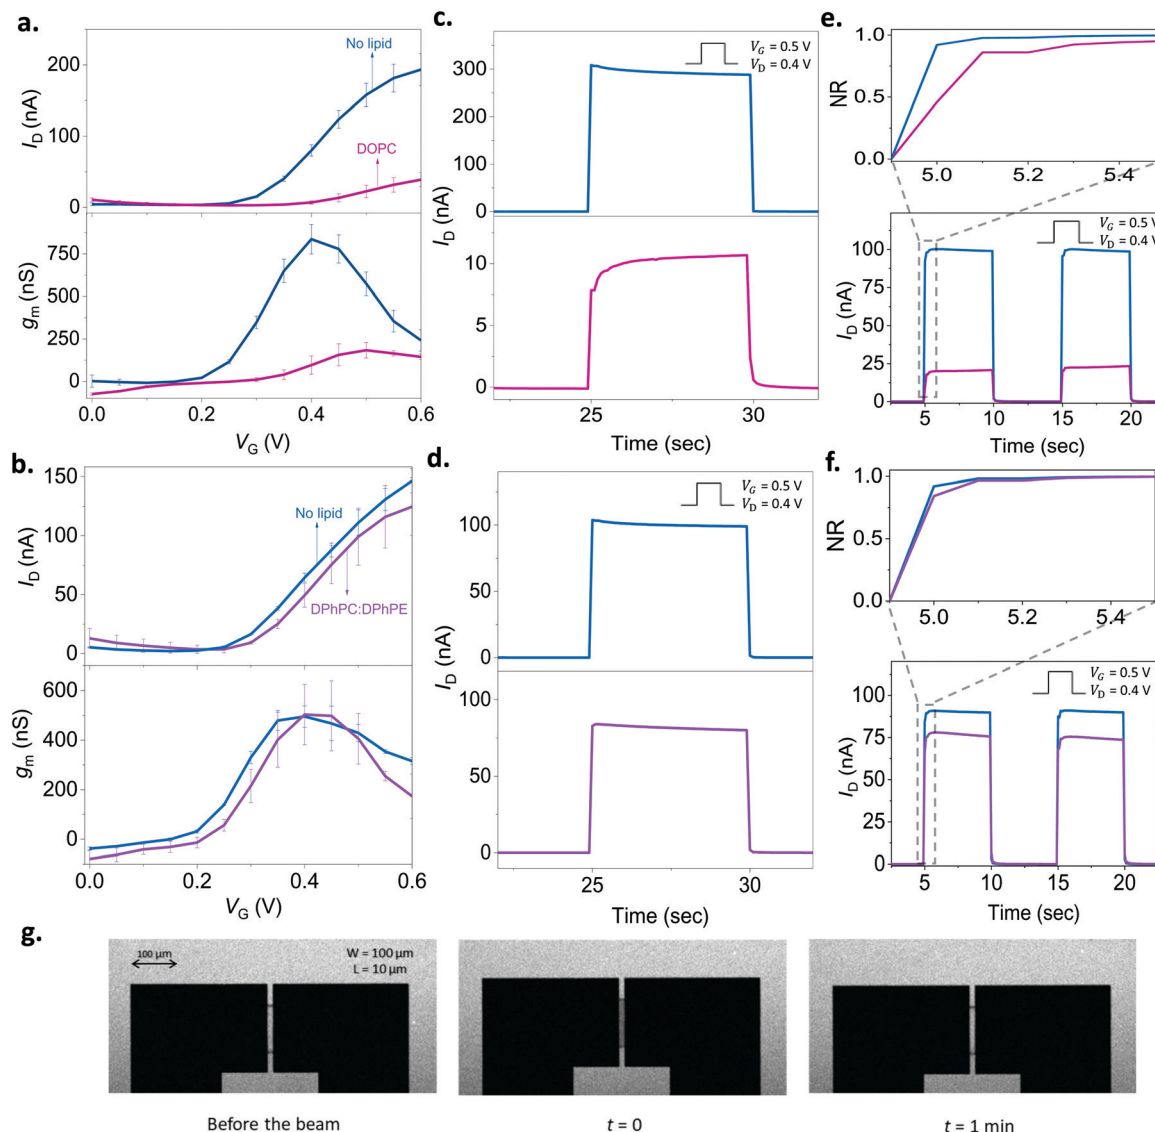 a.
No lipid
DOPC
200
100
0
I_D (nA)
750
500
250
0
g_m (nS)
0.0 0.2 0.4 0.6
V_G (V)
b.
150
100
50
0
I_D (nA)
No lipid
DPhPC:DPhPE
600
400
200
0
g_m (nS)
0.0 0.2 0.4 0.6
V_G (V)
c.
V_G = 0.5 V
V_D = 0.4 V
300
200
100
0
I_D (nA)
10
5
0
25 30
Time (sec)
d.
V_G = 0.5 V
V_D = 0.4 V
100
50
0
I_D (nA)
100
50
0
25 30
Time (sec)
e.
1.0
0.5
0.0
NR
5.0 5.2 5.4
V_G = 0.5 V
V_D = 0.4 V
100
75
50
25
0
I_D (nA)
5 10 15 20
Time (sec)
f.
1.0
0.5
0.0
NR
5.0 5.2 5.4
V_G = 0.5 V
V_D = 0.4 V
100
75
50
25
0
I_D (nA)
5 10 15 20
Time (sec)
g.
100 µm
W = 100 µm
L = 10 µm
Before the beam
t = 0
t = 1 min